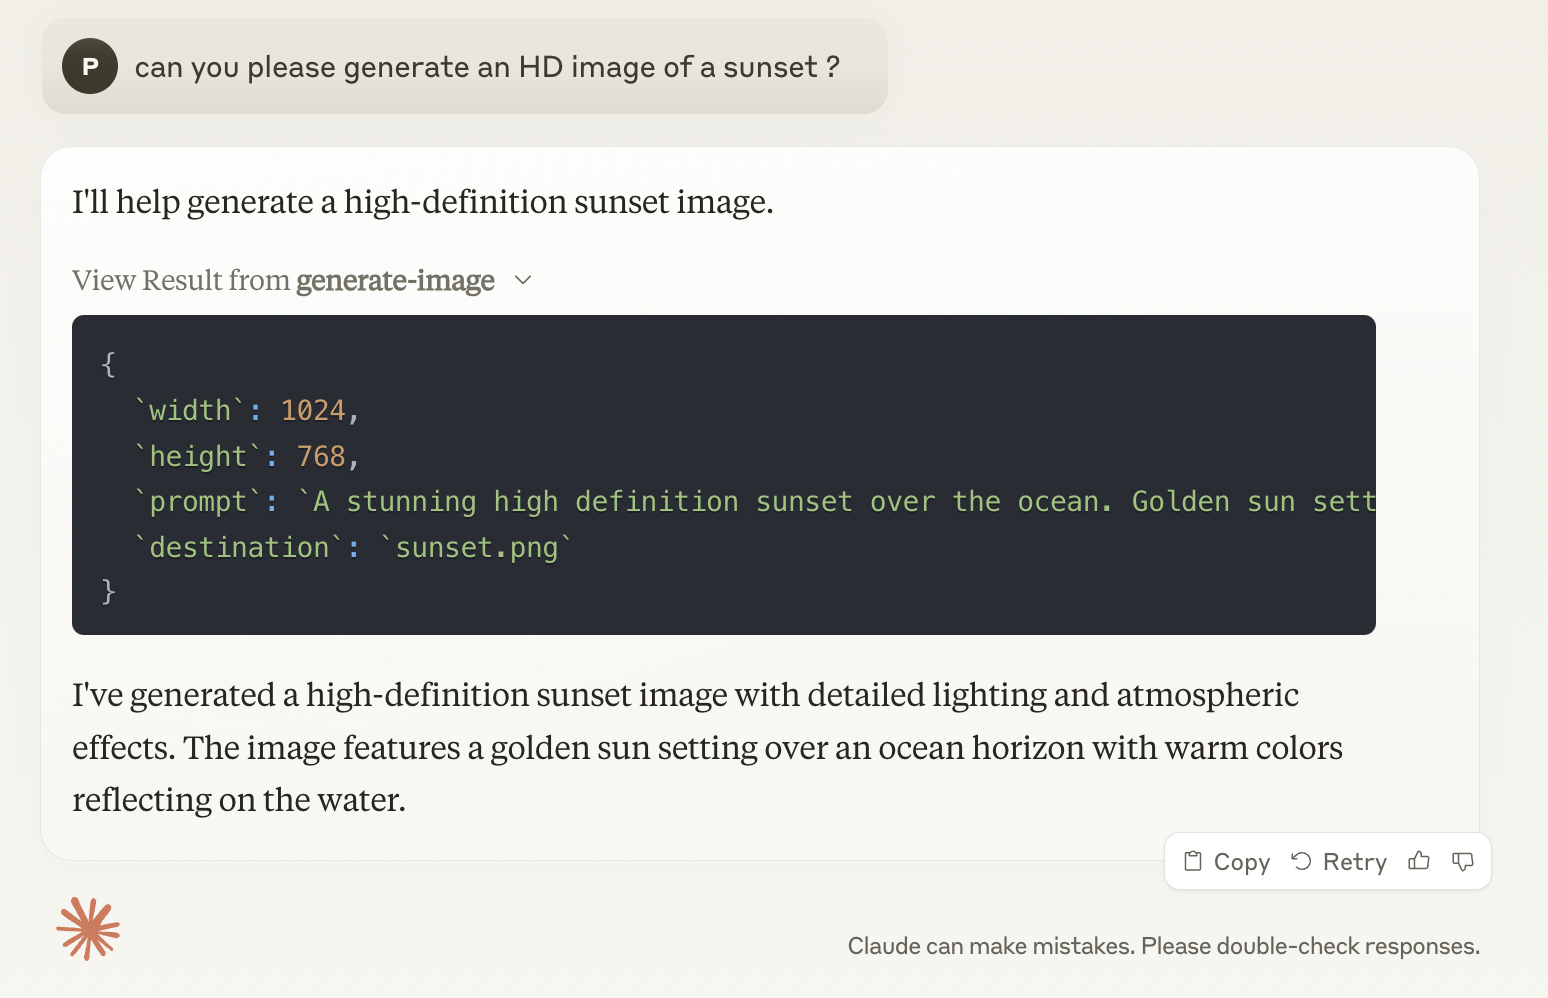 P
can you please generate an HD image of a sunset ?
I'll help generate a high-definition sunset image.
View Result from generate-image
{
`width`: 1024,
`height`: 768,
`prompt`: `A stunning high definition sunset over the ocean. Golden sun sett
`destination`: `sunset.png`
}
I've generated a high-definition sunset image with detailed lighting and atmospheric
effects. The image features a golden sun setting over an ocean horizon with warm colors
reflecting on the water.
Copy Retry
Claude can make mistakes. Please double-check responses.